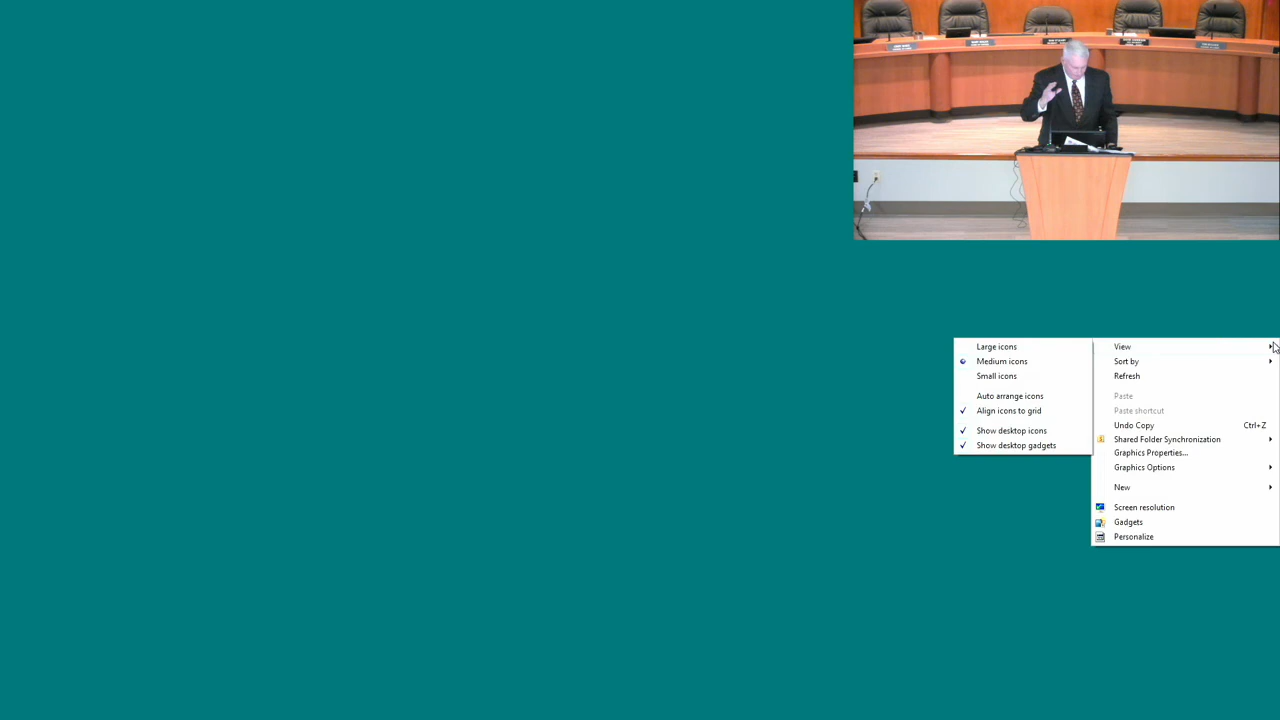 Large icons
Medium icons
Small icons
Auto arrange icons
Align icons to grid
Show desktop icons
Show desktop gadgets
View
Sort by
Refresh
Paste
Paste shortcut
Undo Copy Ctrl+Z
Shared Folder Synchronization
Graphics Properties...
Graphics Options
New
Screen resolution
Gadgets
Personalize